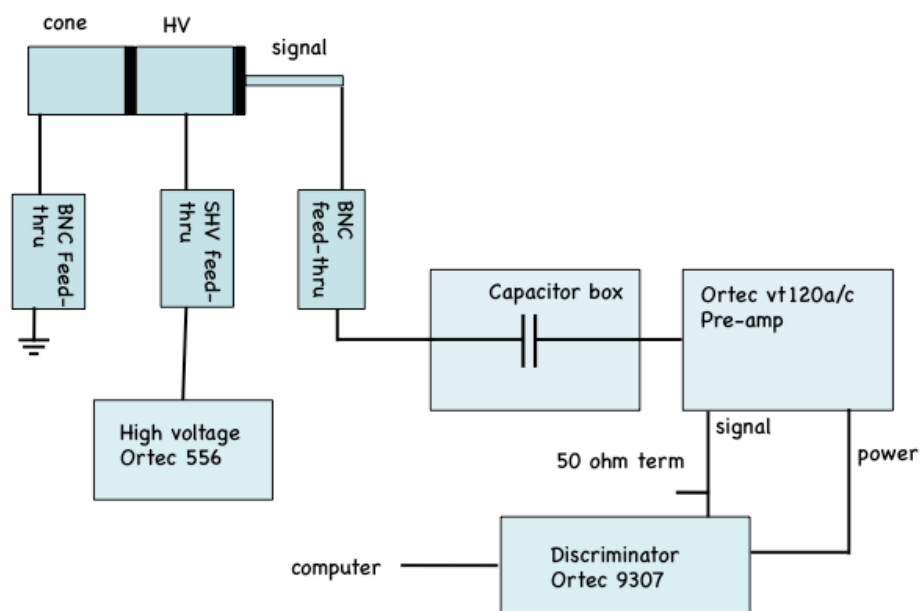 cone
HV
signal
BNC Feed-
thru
SHV feed-
thru
BNC
feed-thru
Capacitor box
Ortec vt120a/c
Pre-amp
High voltage
Ortec 556
signal
50 ohm term
power
computer
Discriminator
Ortec 9307